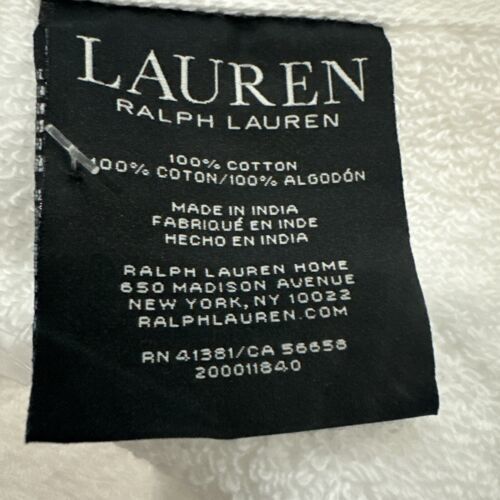 LAUREN
RALPH LAUREN
100% COTTON
100% COTON/100% ALGODÓN
MADE IN INDIA
FABRIQUÉ EN INDE
HECHO EN INDIA
RALPH LAUREN HOME
650 MADISON AVENUE
NEW YORK, NY 10022
RALPHLAUREN.COM
RN 41381/CA 56658
200011840